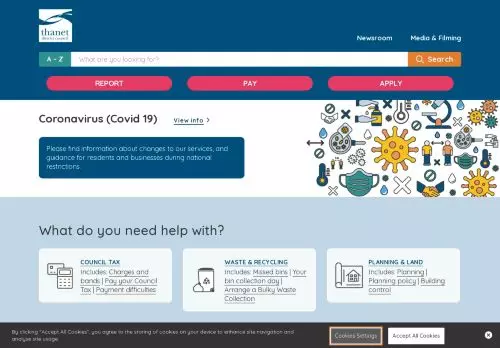 thanet
district council
Newsroom
Media & Filming
A - Z
What are you looking for?
Search
REPORT
PAY
APPLY
Coronavirus (Covid 19)
View info
Please find information about changes to our services, and
guidance for residents and businesses during national
restrictions.
What do you need help with?
COUNCIL TAX
Includes: Charges and
bands | Pay your Council
Tax | Payment difficulties
WASTE & RECYCLING
Includes: Missed bins | Your
bin collection day |
Arrange a Bulky Waste
Collection
PLANNING & LAND
Includes: Planning |
Planning policy | Building
control
By clicking "Accept All Cookies", you agree to the storing of cookies on your device to enhance site navigation and
analyse site usage.
Cookies Settings
Accept All Cookies